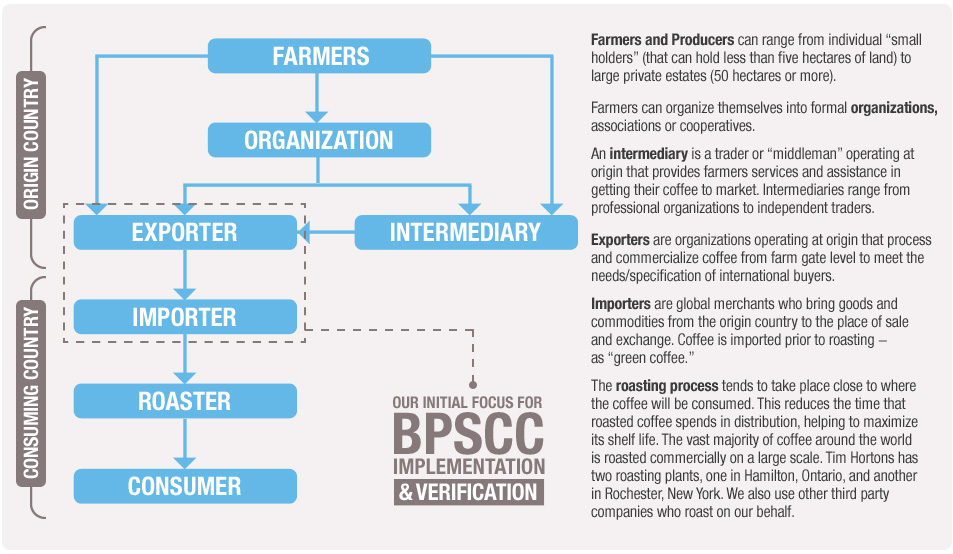 ORIGIN COUNTRY
CONSUMING COUNTRY
FARMERS
ORGANIZATION
EXPORTER
INTERMEDIARY
IMPORTER
ROASTER
CONSUMER
OUR INITIAL FOCUS FOR
BPSCC
IMPLEMENTATION
& VERIFICATION
Farmers and Producers can range from individual “small
holders” (that can hold less than five hectares of land) to
large private estates (50 hectares or more).
Farmers can organize themselves into formal organizations,
associations or cooperatives.
An intermediary is a trader or “middleman” operating at
origin that provides farmers services and assistance in
getting their coffee to market. Intermediaries range from
professional organizations to independent traders.
Exporters are organizations operating at origin that process
and commercialize coffee from farm gate level to meet the
needs/specification of international buyers.
Importers are global merchants who bring goods and
commodities from the origin country to the place of sale
and exchange. Coffee is imported prior to roasting –
as “green coffee.”
The roasting process tends to take place close to where
the coffee will be consumed. This reduces the time that
roasted coffee spends in distribution, helping to maximize
its shelf life. The vast majority of coffee around the world
is roasted commercially on a large scale. Tim Hortons has
two roasting plants, one in Hamilton, Ontario, and another
in Rochester, New York. We also use other third party
companies who roast on our behalf.